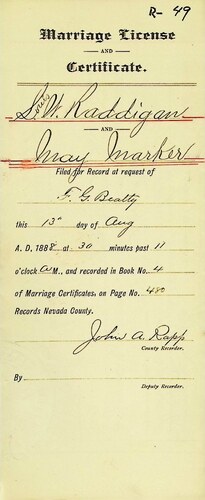 R- 49
Marriage License
AND
Certificate.
W. Raddigan
AND
May Marker
Filed for Record at request of
F. G. Beatty
this 13" day of Aug
A. D. 1888, at 30 minutes past 11
o'clock A M., and recorded in Book No. 4
of Marriage Certificates, on Page No. 480
Records Nevada County.
John A. Rapp
County Recorder.
By
Deputy Recorder.